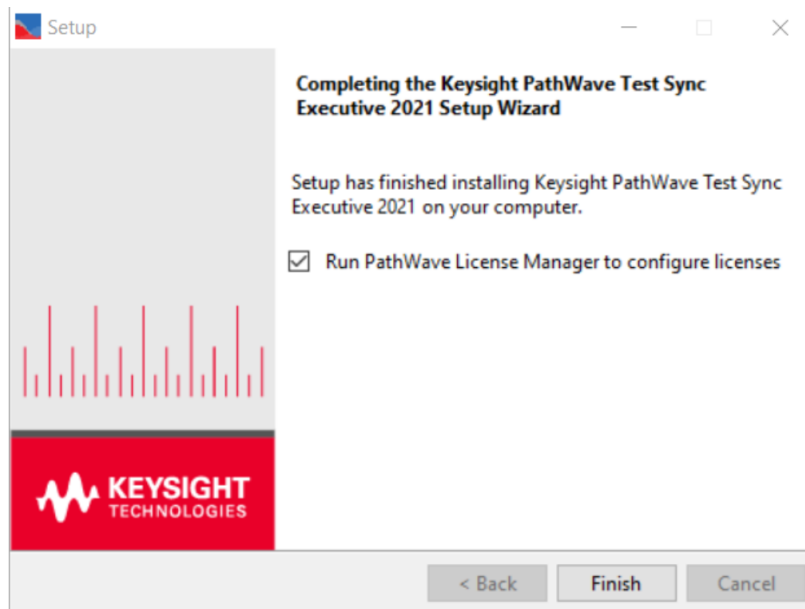 Setup
Completing the Keysight PathWave Test Sync
Executive 2021 Setup Wizard
Setup has finished installing Keysight PathWave Test Sync
Executive 2021 on your computer.
Run PathWave License Manager to configure licenses
KEYSIGHT
TECHNOLOGIES
< Back Finish Cancel